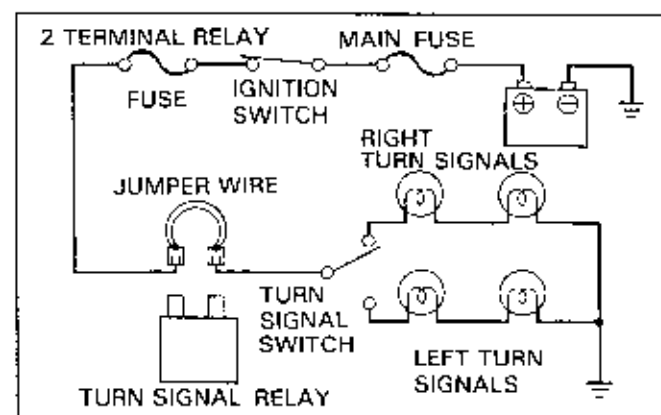 2 TERMINAL RELAY
MAIN FUSE
FUSE
IGNITION
SWITCH
RIGHT
TURN SIGNALS
JUMPER WIRE
TURN
SIGNAL
SWITCH
LEFT TURN
SIGNALS
TURN SIGNAL RELAY